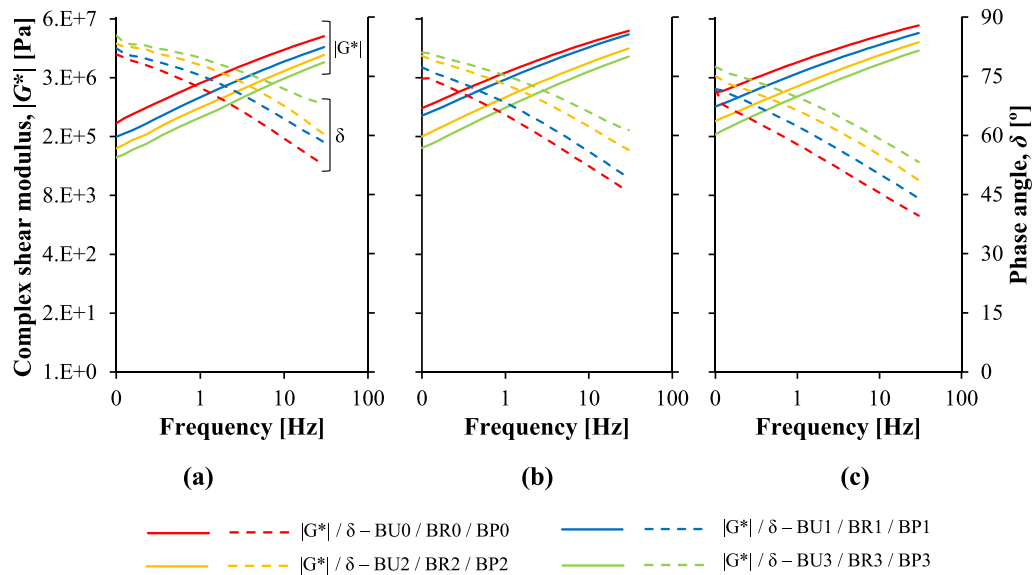 Complex shear modulus, |G*| [Pa]
6.E+7
3.E+6
2.E+5
8.E+3
4.E+2
2.E+1
1.E+0
|G*|
δ
0 1 10 100
Frequency [Hz]
(a)
0 1 10 100
Frequency [Hz]
(b)
0 1 10 100
Frequency [Hz]
(c)
90
75
60
45
30
15
0
Phase angle, δ [º]
|G*| / δ – BU0 / BR0 / BP0
|G*| / δ – BU1 / BR1 / BP1
|G*| / δ – BU2 / BR2 / BP2
|G*| / δ – BU3 / BR3 / BP3